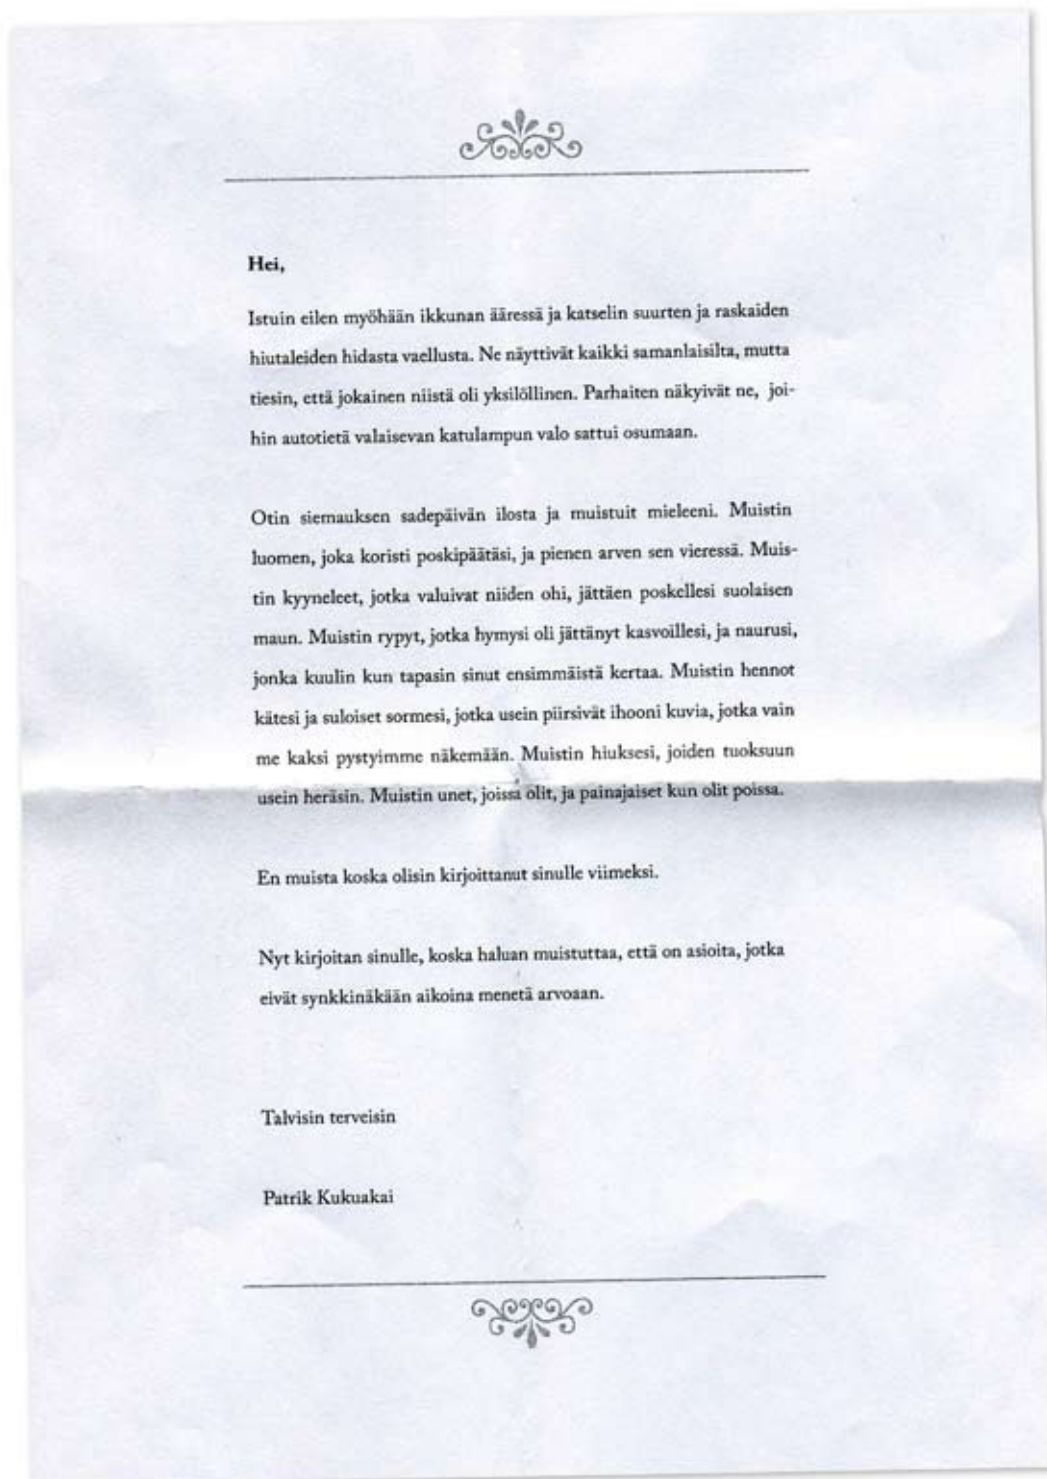 Hei,
Istuin eilen myöhään ikkunan ääressä ja katselin suurten ja raskaiden
hiutaleiden hidasta vaellusta. Ne näyttivät kaikki samanlaisilta, mutta
tiesin, että jokainen niistä oli yksilöllinen. Parhaiten näkyivät ne, joi-
hin autotietä valaisevan katulampun valo sattui osumaan.
Otin siemauksen sadepäivän ilosta ja muistuit mieleeni. Muistin
luomen, joka koristi poskipäätäsi, ja pienen arven sen vieressä. Muis-
tin kyyneleet, jotka valuivat niiden ohi, jättäen poskellesi suolaisen
maun. Muistin rypyt, jotka hymysi oli jättänyt kasvoillesi, ja naurusi,
jonka kuulin kun tapasin sinut ensimmäistä kertaa. Muistin hennot
kätesi ja suloiset sormesi, jotka usein piirsivät ihooni kuvia, jotka vain
me kaksi pystyimme näkemään. Muistin hiuksesi, joiden tuoksuun
usein heräsin. Muistin unet, joissa olit, ja painajaiset kun olit poissa.
En muista koska olisin kirjoittanut sinulle viimeksi.
Nyt kirjoitan sinulle, koska haluan muistuttaa, että on asioita, jotka
eivät synkkinäkään aikoina menetä arvoaan.
Talvisin terveisin
Patrik Kukuakai